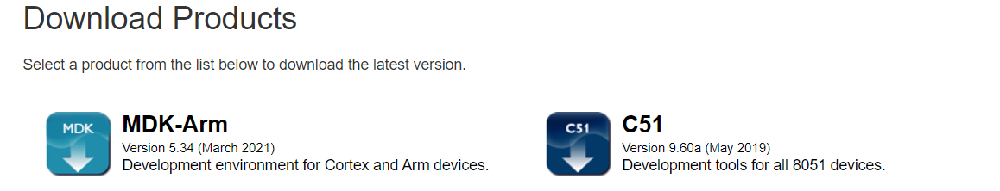 Download Products
Select a product from the list below to download the latest version.
MDK
MDK-Arm
Version 5.34 (March 2021)
Development environment for Cortex and Arm devices.
C51
C51
Version 9.60a (May 2019)
Development tools for all 8051 devices.